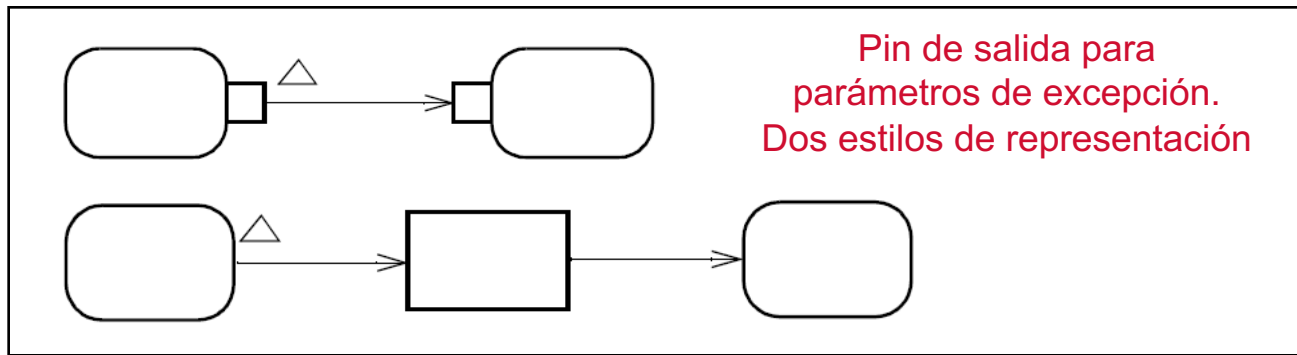 Pin de salida para
parámetros de excepción.
Dos estilos de representación